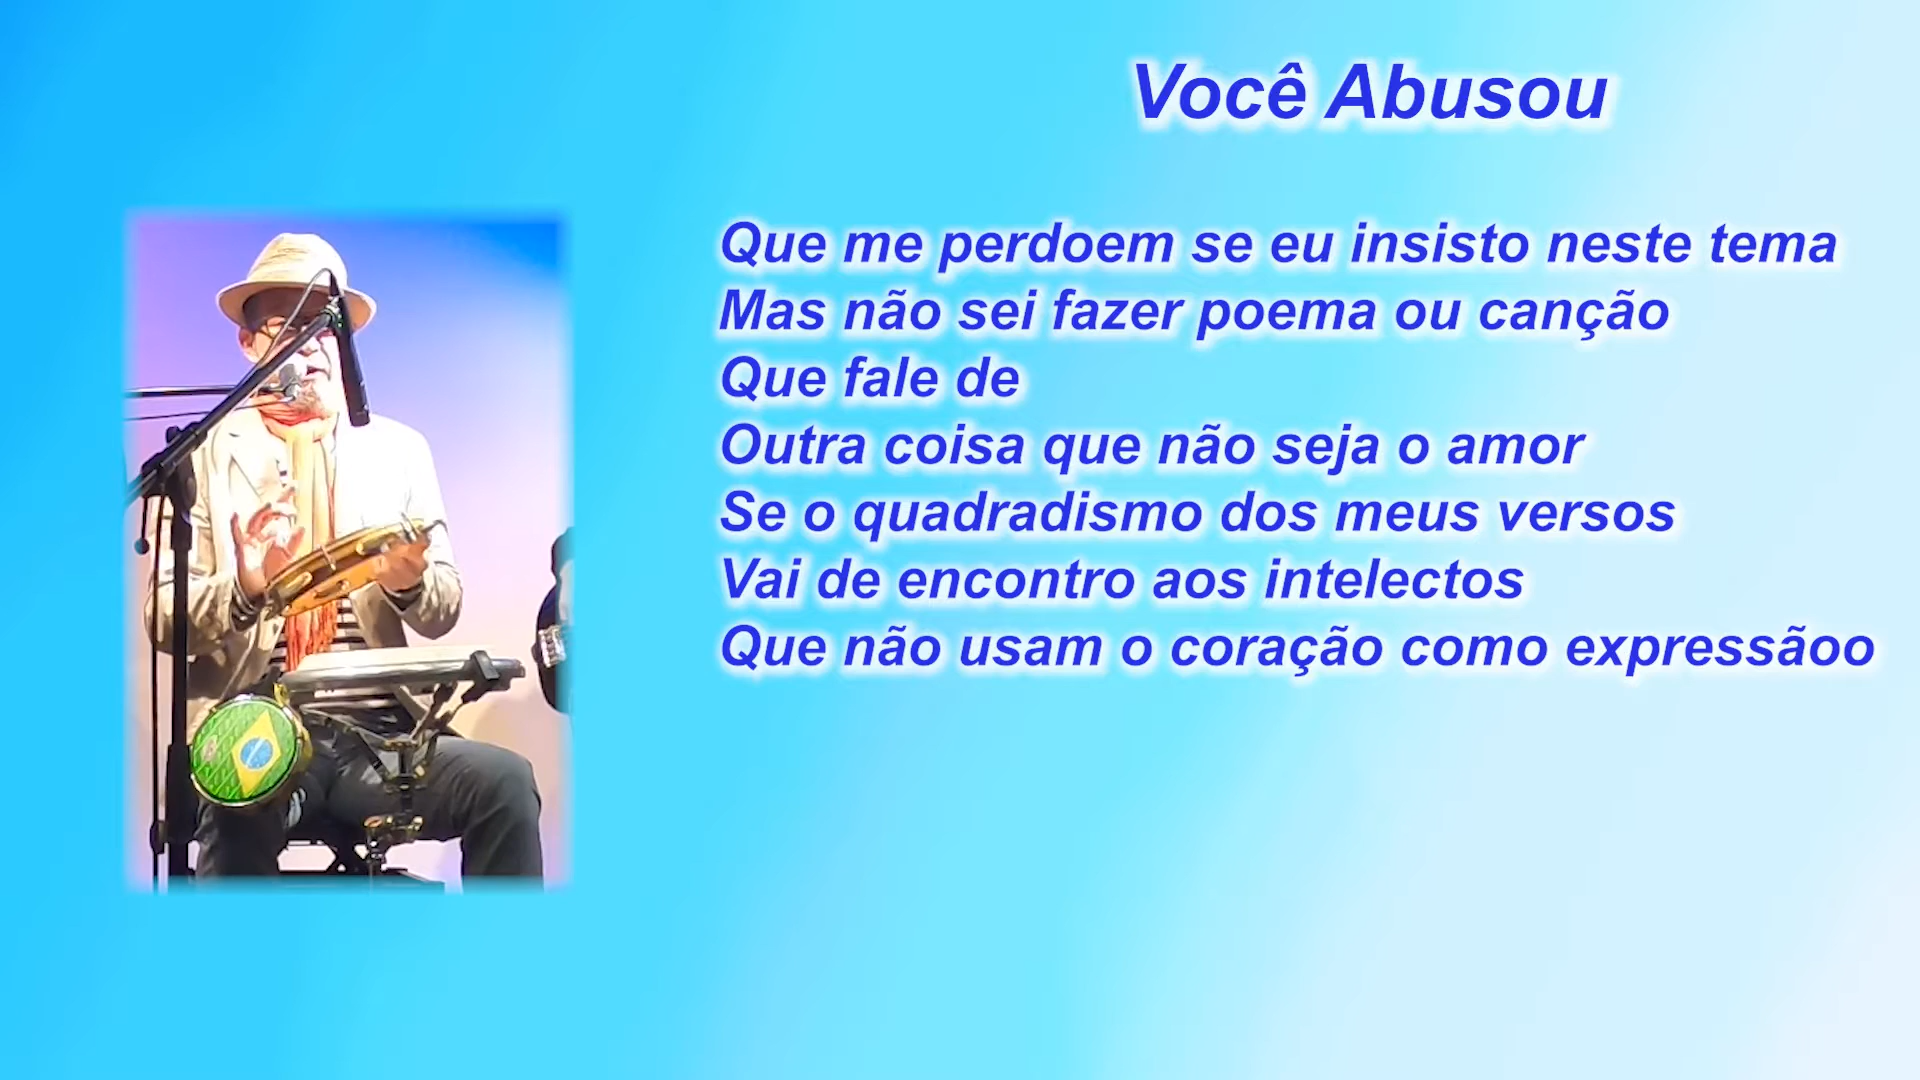 Você Abusou
Que me perdoem se eu insisto neste tema
Mas não sei fazer poema ou canção
Que fale de
Outra coisa que não seja o amor
Se o quadradismo dos meus versos
Vai de encontro aos intelectos
Que não usam o coração como expressãoo